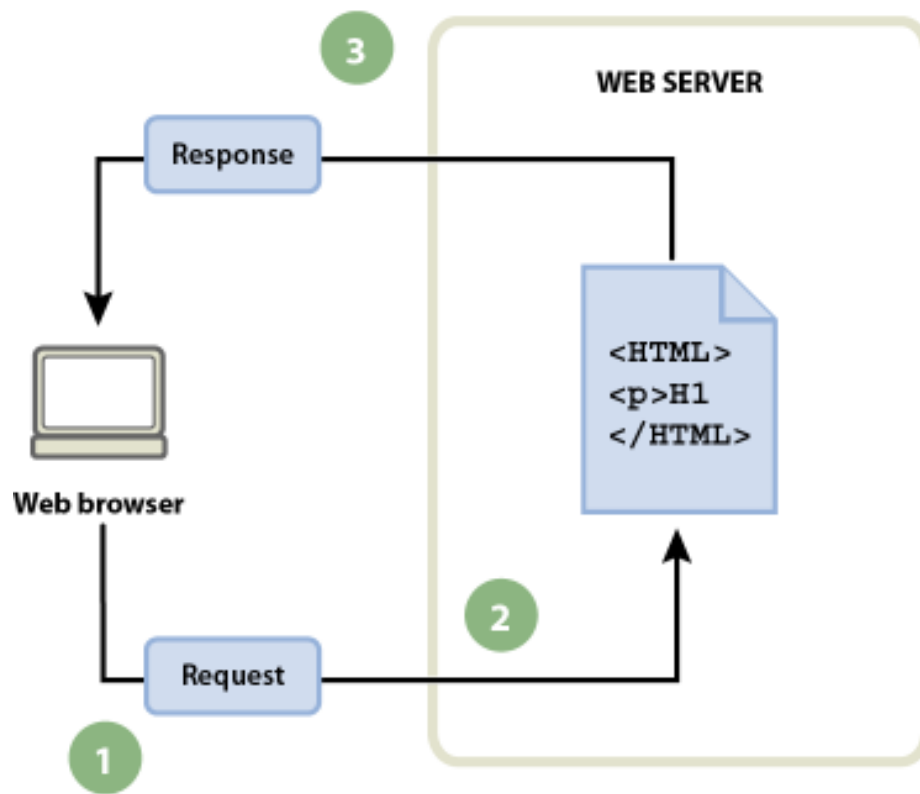 3
WEB SERVER
Response
<HTML>
<p>H1
</HTML>
Web browser
2
Request
1